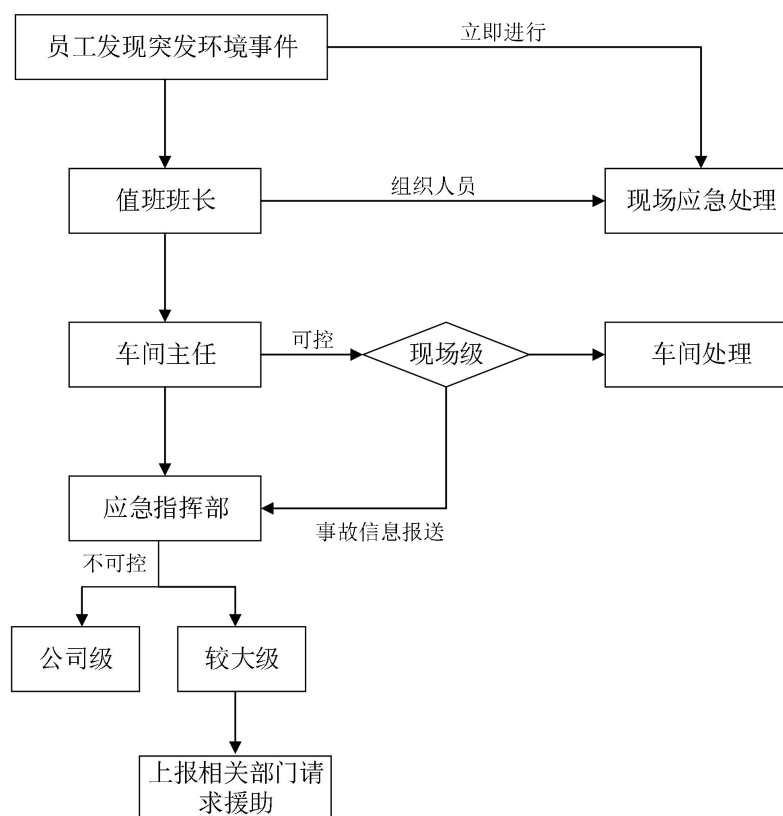 员工发现突发环境事件
立即进行
值班班长
组织人员
现场应急处理
车间主任
可控
现场级
车间处理
应急指挥部
事故信息报送
不可控
公司级
较大级
上报相关部门请
求援助